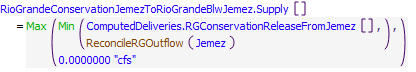 RioGrandeConservationJemezToRioGrandeBlwJemez.Supply []
= Max ( Min ( ComputedDeliveries.RGConservationReleaseFromJemez [] , ) ,
ReconcileRGOutflow ( Jemez )
0.0000000 "cfs" )